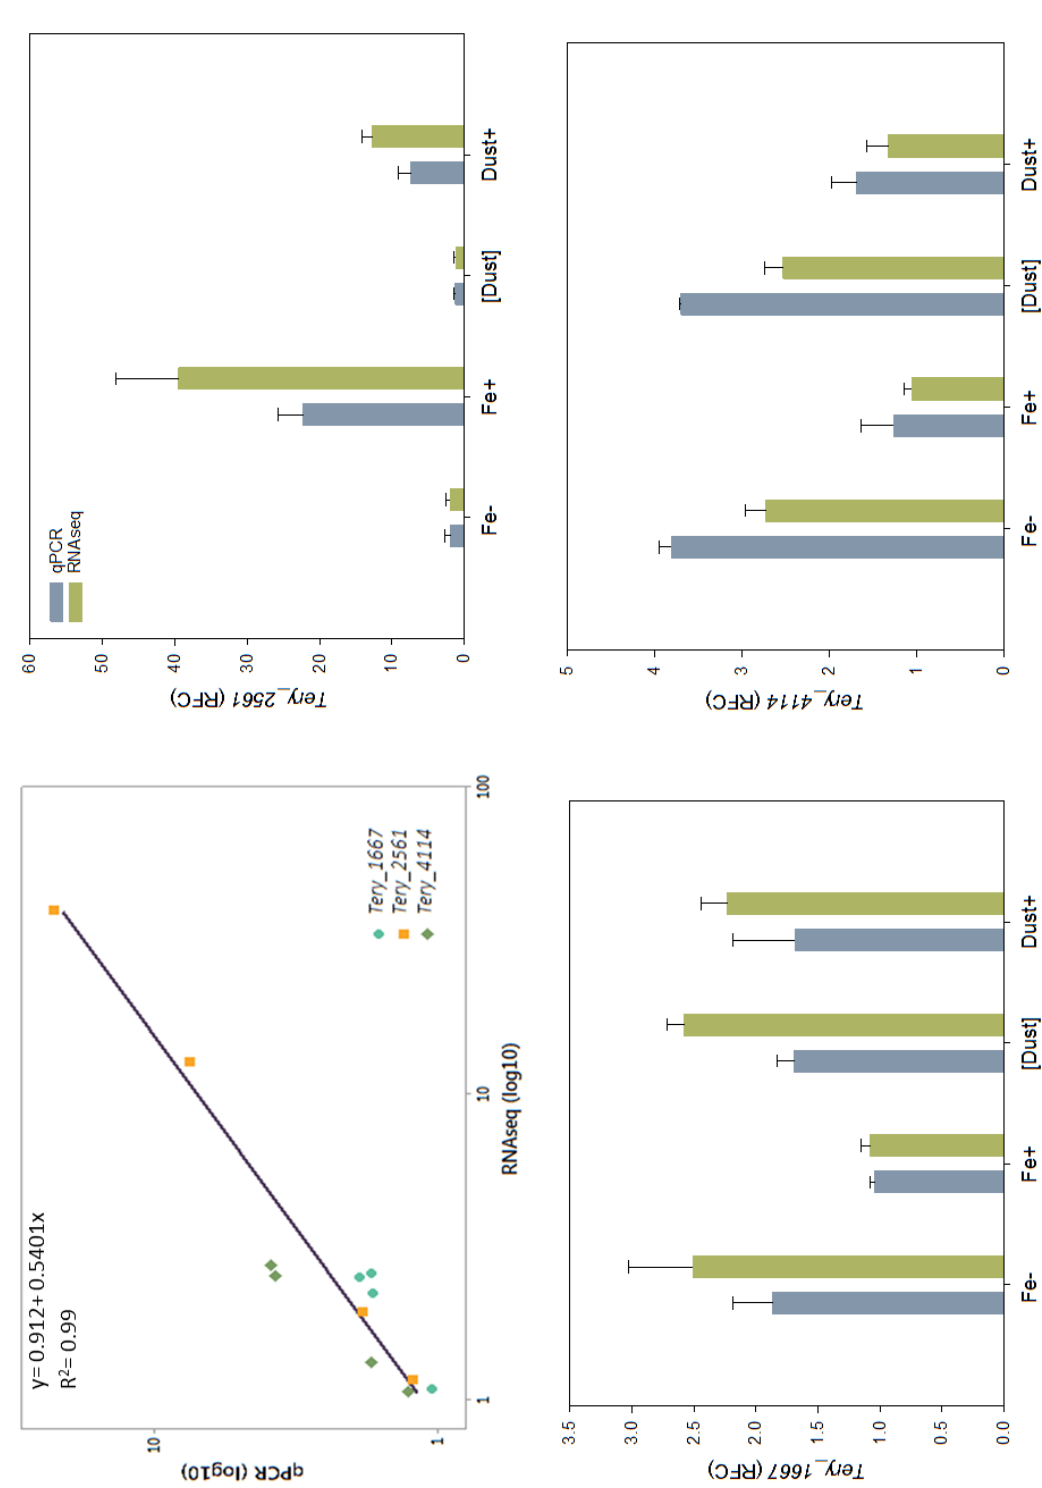 y= 0.912+ 0.5401x
R²= 0.99
10
1
qPCR (log10)
1
10
100
RNAseq (log10)
Tery_1667
Tery_2561
Tery_4114
qPCR
RNAseq
60
50
40
30
20
10
0
Tery_2561 (RFC)
Fe-
Fe+
[Dust]
Dust+
3.5
3.0
2.5
2.0
1.5
1.0
0.5
0.0
Tery_1667 (RFC)
Fe-
Fe+
[Dust]
Dust+
5
4
3
2
1
0
Tery_4114 (RFC)
Fe-
Fe+
[Dust]
Dust+